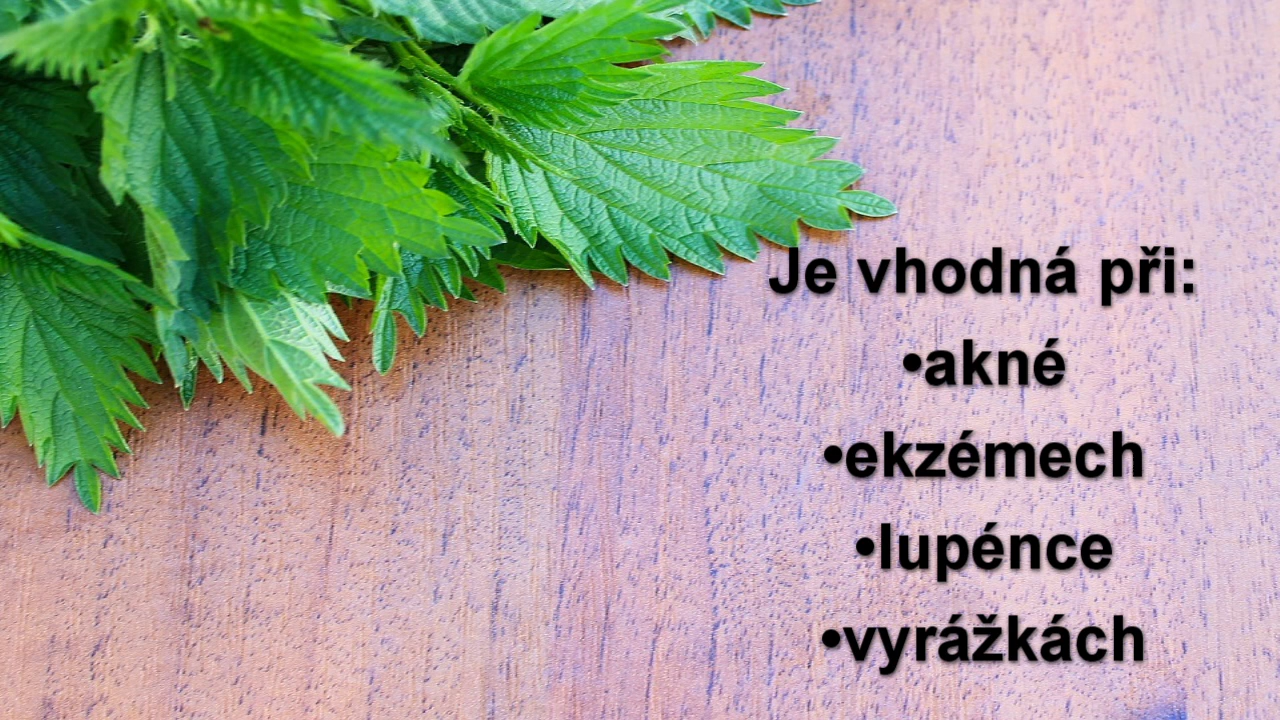 Je vhodná při:
•akné
•ekzémech
•lupénce
•vyrážkách